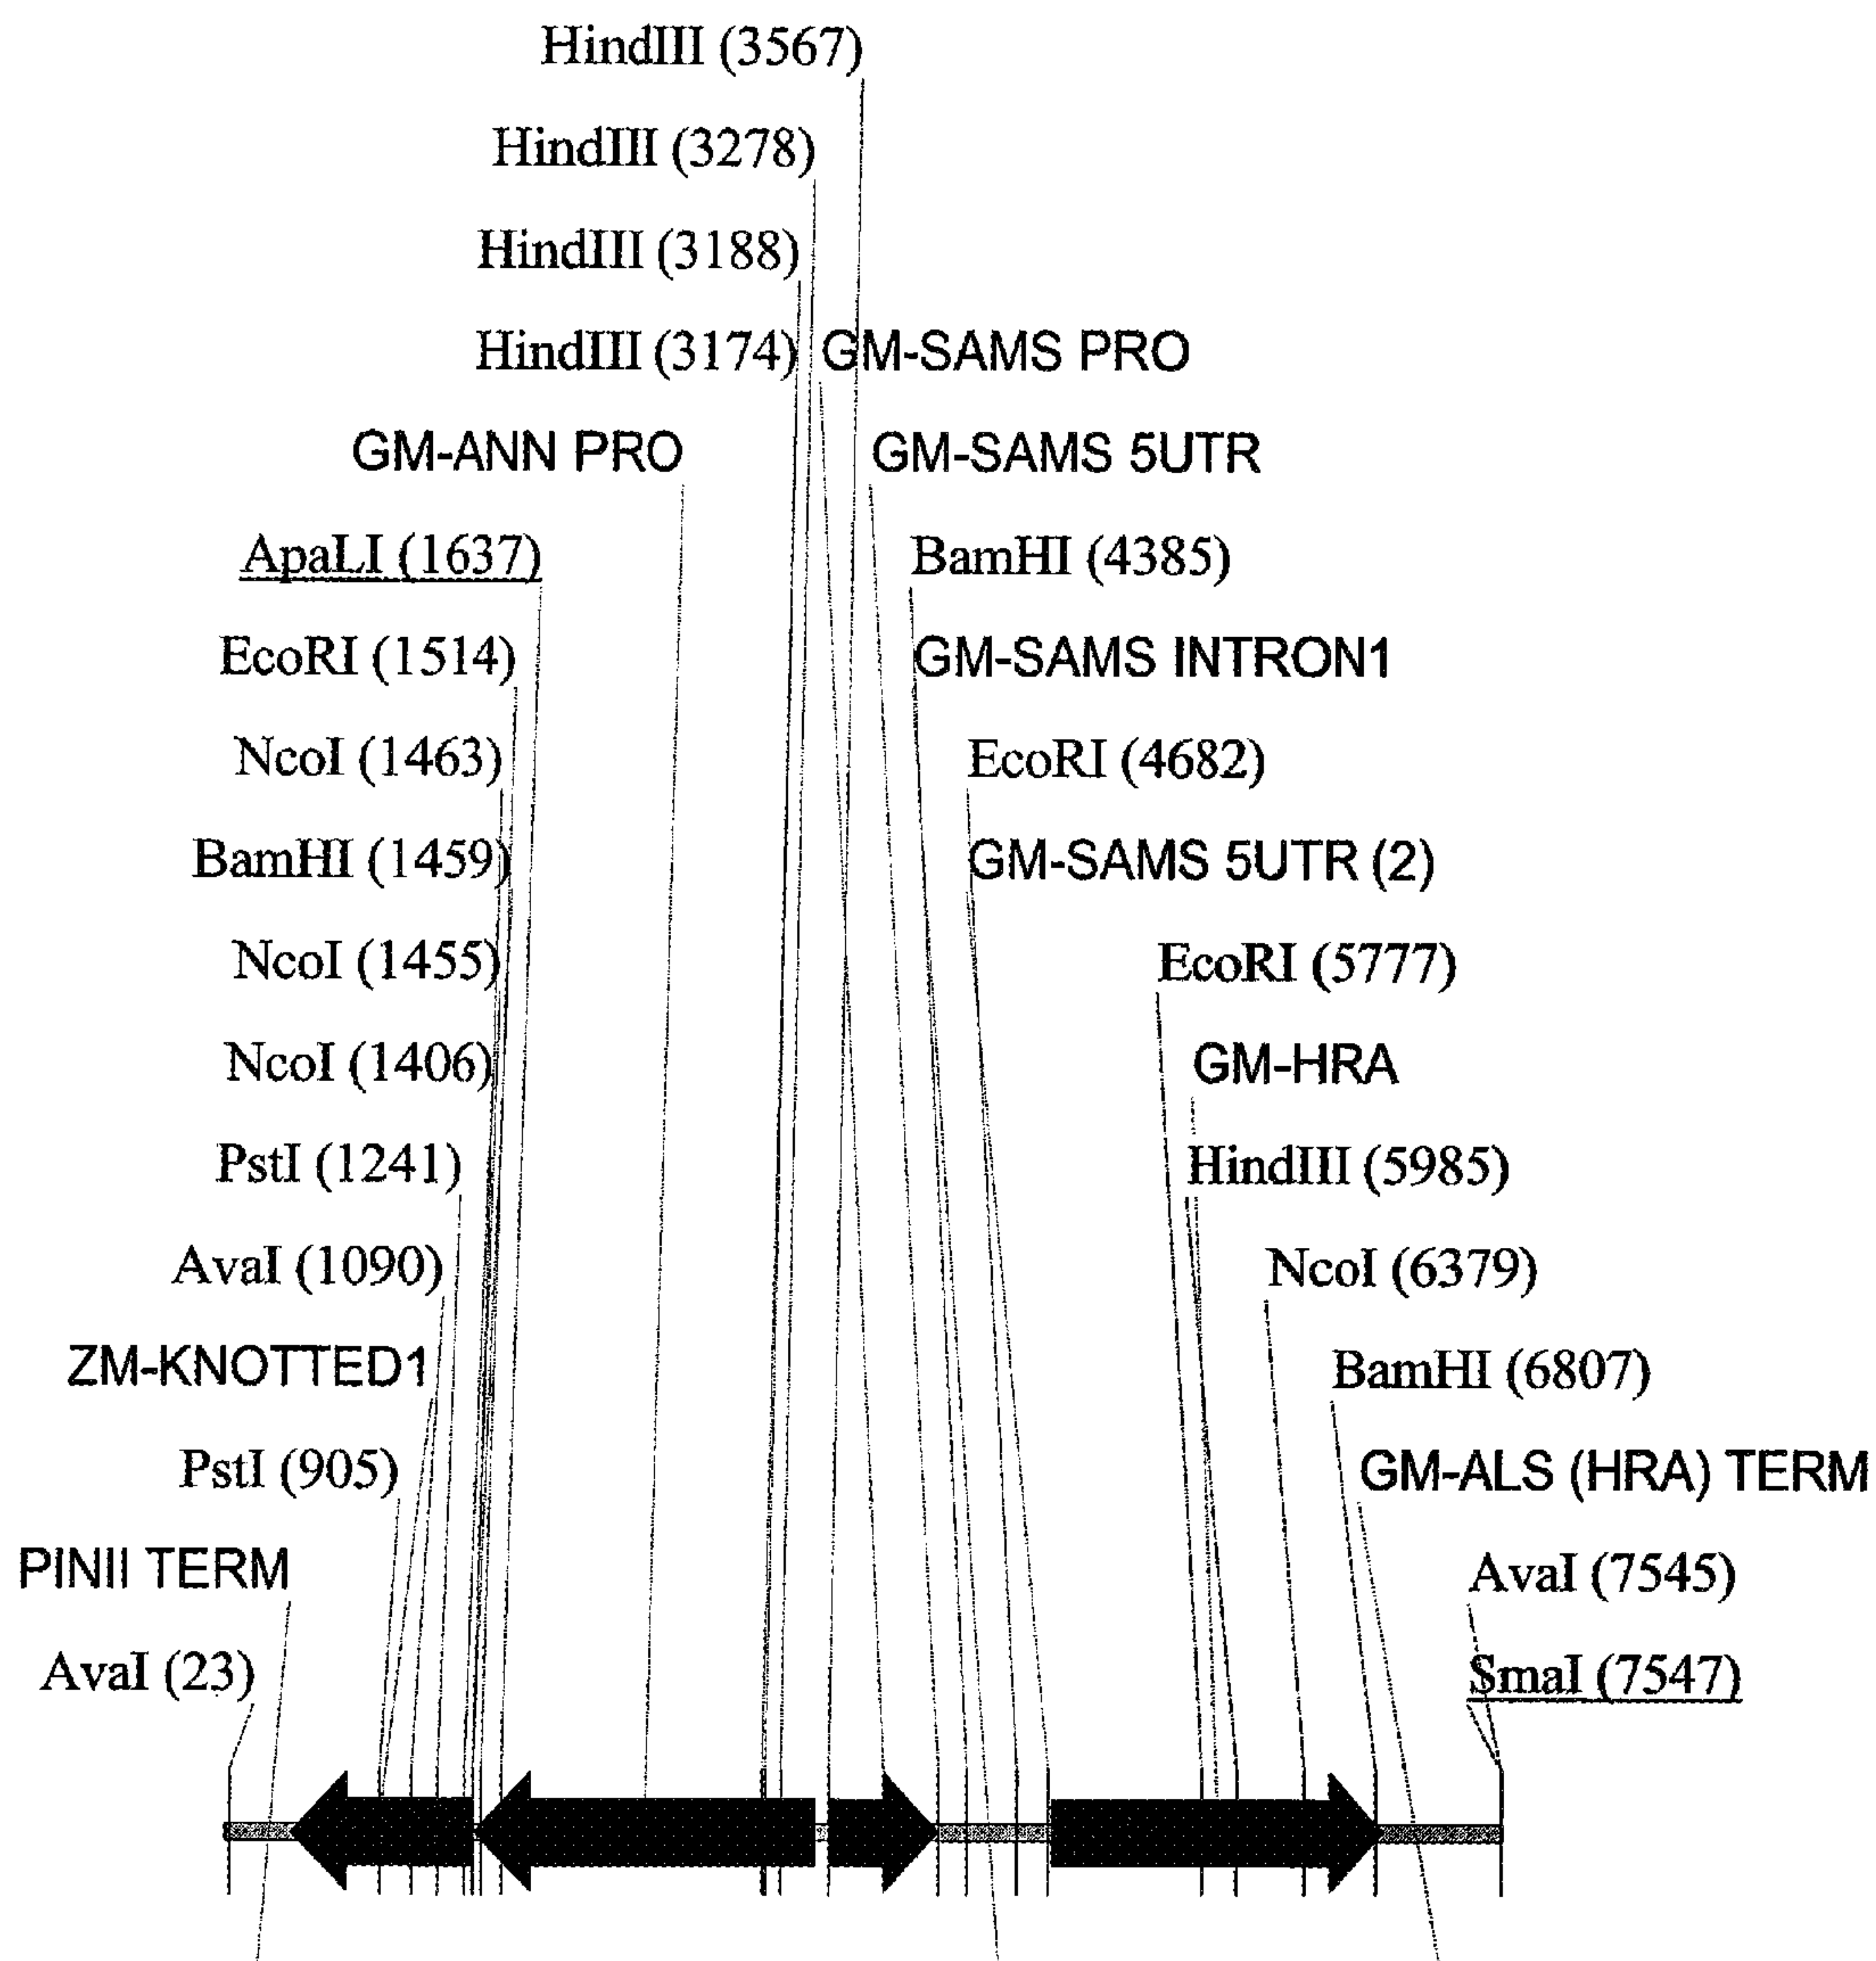 HindIII (3567)
HindIII (3278)
HindIII (3188)
HindIII (3174) GM-SAMS PRO
GM-ANN PRO GM-SAMS 5UTR
ApaLI (1637) BamHI (4385)
EcoRI (1514) GM-SAMS INTRON1
NcoI (1463) EcoRI (4682)
BamHI (1459) GM-SAMS 5UTR (2)
NcoI (1455) EcoRI (5777)
NcoI (1406) GM-HRA
PstI (1241) HindIII (5985)
AvaI (1090) NcoI (6379)
ZM-KNOTTED1 BamHI (6807)
PstI (905) GM-ALS (HRA) TERM
PINII TERM AvaI (7545)
AvaI (23) SmaI (7547)